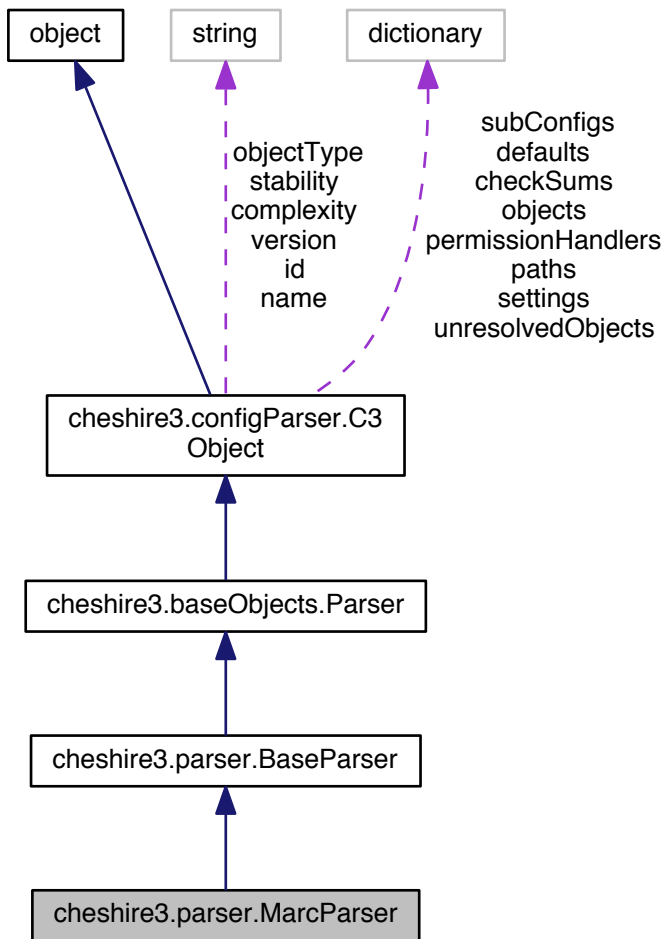 object
string
dictionary
objectType
stability
complexity
version
id
name
subConfigs
defaults
checkSums
objects
permissionHandlers
paths
settings
unresolvedObjects
cheshire3.configParser.C3
Object
cheshire3.baseObjects.Parser
cheshire3.parser.BaseParser
cheshire3.parser.MarcParser